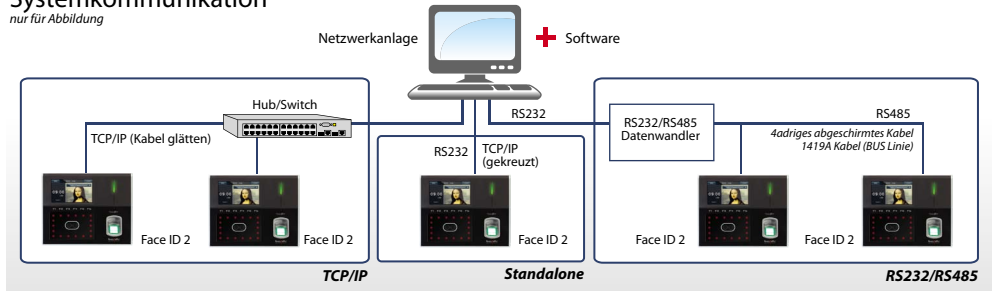 Systemkommunikation
nur für Abbildung
Netzwerkanlage
Software
Hub/Switch
TCP/IP (Kabel glätten)
RS232
RS232
TCP/IP
(gekreuzt)
RS232/RS485
Datenwandler
RS485
4adriges abgeschirmtes Kabel
1419A Kabel (BUS Linie)
Face ID 2
Face ID 2
Face ID 2
Face ID 2
Face ID 2
TCP/IP
Standalone
RS232/RS485